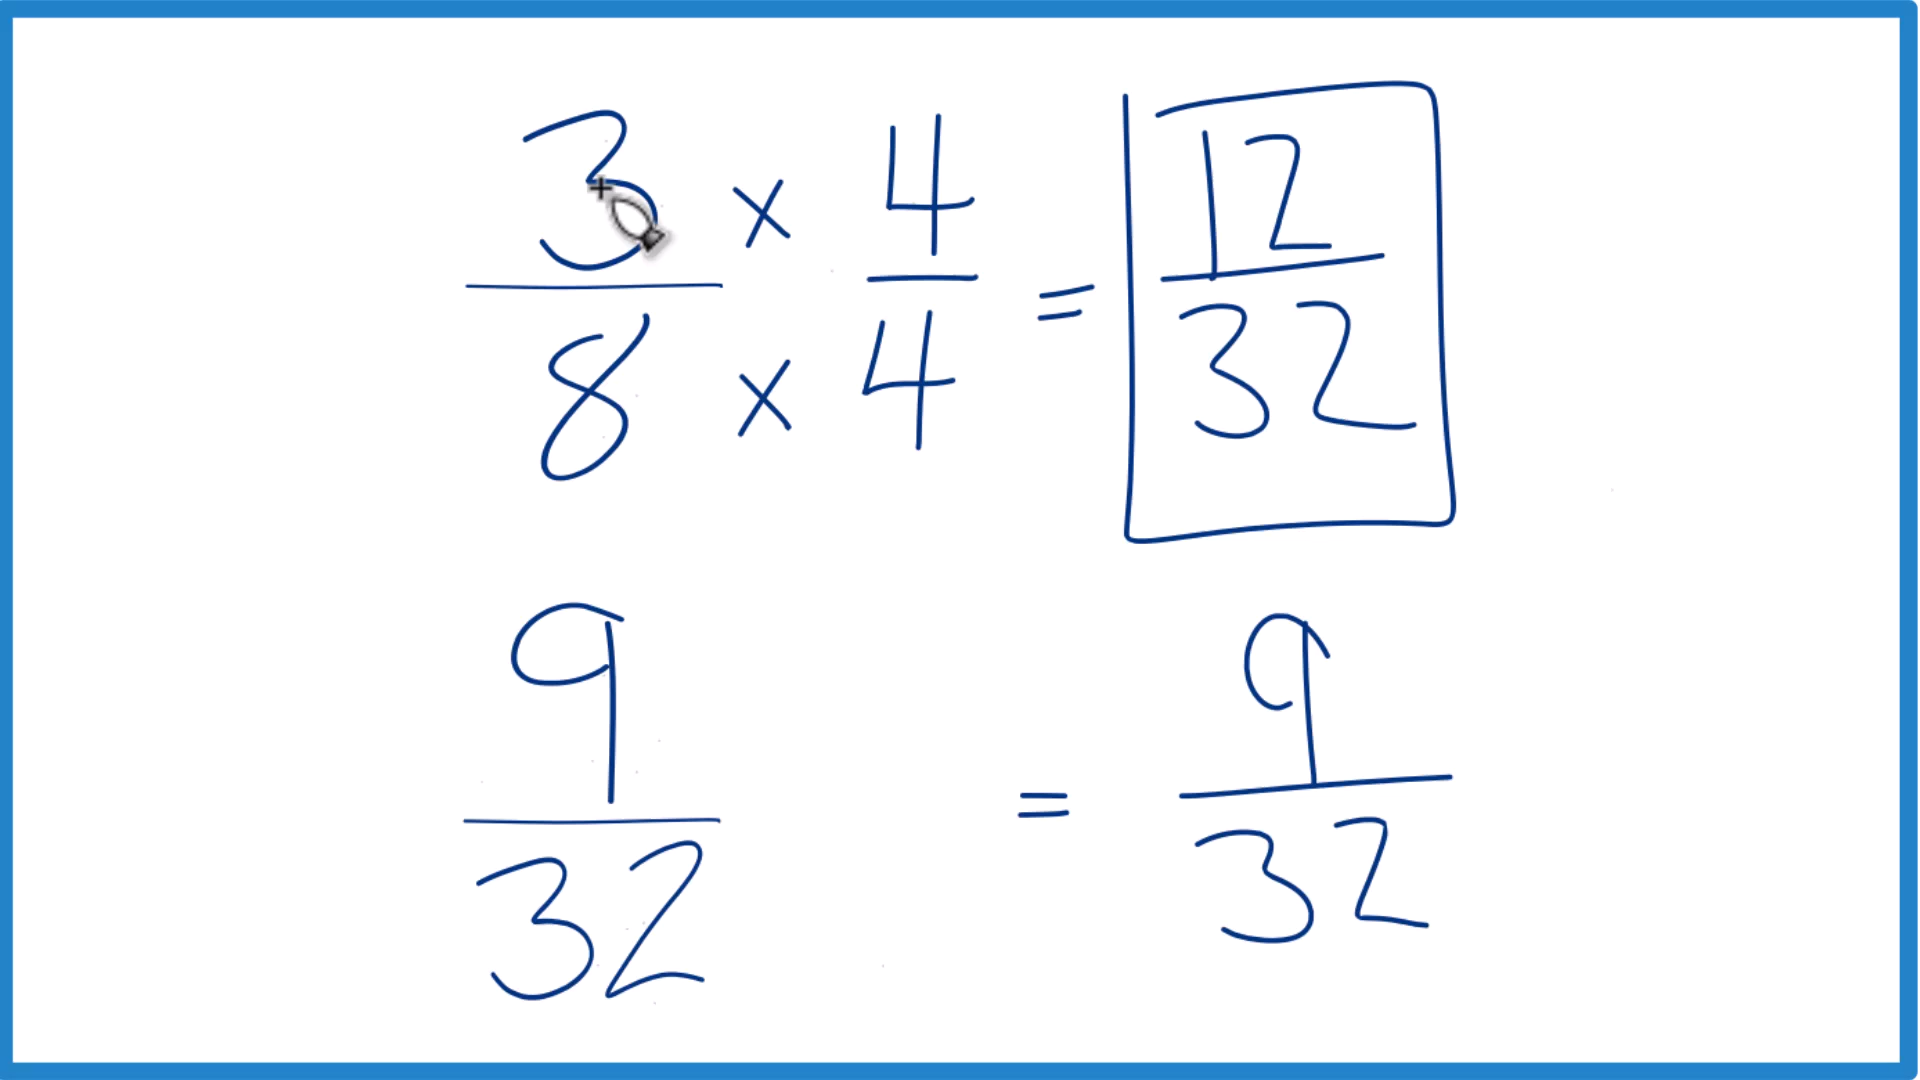 3 × 4 = 12
8 × 4 32
9 = 9
32 32